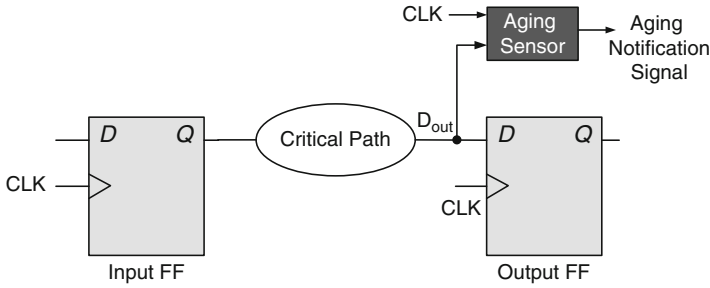 CLK
Aging
Sensor
Aging
Notification
Signal
D Q
Critical Path
Dout
D Q
CLK
CLK
Input FF
Output FF